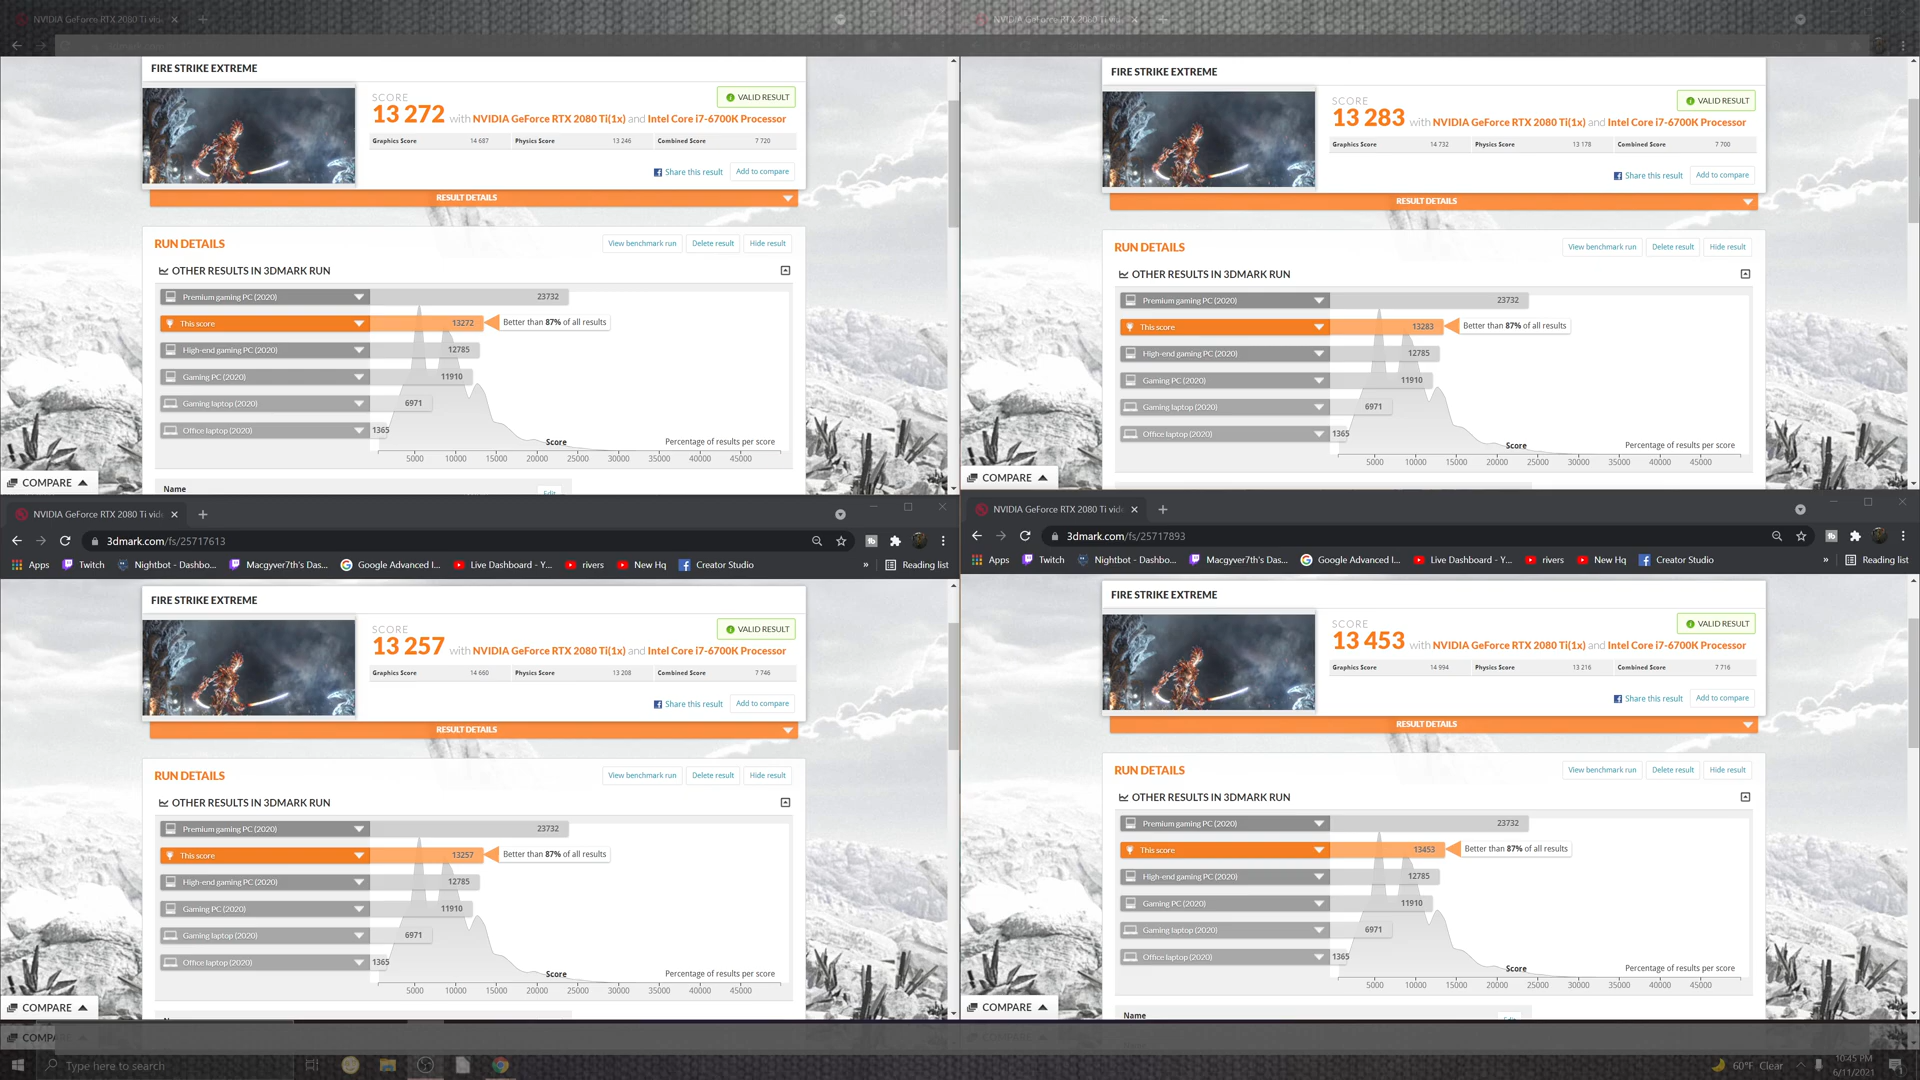 NVIDIA GeForce RTX 2080 Ti vid
NVIDIA GeForce RTX 2080 Ti vid
FIRE STRIKE EXTREME
SCORE
VALID RESULT
13 272 with NVIDIA GeForce RTX 2080 Ti(1x) and Intel Core i7-6700K Processor
Graphics Score 14 687 Physics Score 13 246 Combined Score 7 720
Share this result Add to compare
RESULT DETAILS
RUN DETAILS View benchmark run Delete result Hide result
OTHER RESULTS IN 3DMARK RUN
Premium gaming PC (2020) 23732
This score 13272 Better than 87% of all results
High-end gaming PC (2020) 12785
Gaming PC (2020) 11910
Gaming laptop (2020) 6971
Office laptop (2020) 1365
Score Percentage of results per score
5000 10000 15000 20000 25000 30000 35000 40000 45000
COMPARE
Name Edit
FIRE STRIKE EXTREME
SCORE
VALID RESULT
13 283 with NVIDIA GeForce RTX 2080 Ti(1x) and Intel Core i7-6700K Processor
Graphics Score 14 732 Physics Score 13 178 Combined Score 7 700
Share this result Add to compare
RESULT DETAILS
RUN DETAILS View benchmark run Delete result Hide result
OTHER RESULTS IN 3DMARK RUN
Premium gaming PC (2020) 23732
This score 13283 Better than 87% of all results
High-end gaming PC (2020) 12785
Gaming PC (2020) 11910
Gaming laptop (2020) 6971
Office laptop (2020) 1365
Score Percentage of results per score
5000 10000 15000 20000 25000 30000 35000 40000 45000
COMPARE
NVIDIA GeForce RTX 2080 Ti vid
3dmark.com/fs/25717613
Apps Twitch Nightbot - Dashbo... Macgyver7th's Das... Google Advanced I... Live Dashboard - Y... rivers New Hq Creator Studio » Reading list
FIRE STRIKE EXTREME
SCORE
VALID RESULT
13 257 with NVIDIA GeForce RTX 2080 Ti(1x) and Intel Core i7-6700K Processor
Graphics Score 14 660 Physics Score 13 208 Combined Score 7 746
Share this result Add to compare
RESULT DETAILS
RUN DETAILS View benchmark run Delete result Hide result
OTHER RESULTS IN 3DMARK RUN
Premium gaming PC (2020) 23732
This score 13257 Better than 87% of all results
High-end gaming PC (2020) 12785
Gaming PC (2020) 11910
Gaming laptop (2020) 6971
Office laptop (2020) 1365
Score Percentage of results per score
5000 10000 15000 20000 25000 30000 35000 40000 45000
COMPARE
NVIDIA GeForce RTX 2080 Ti vid
3dmark.com/fs/25717893
Apps Twitch Nightbot - Dashbo... Macgyver7th's Das... Google Advanced I... Live Dashboard - Y... rivers New Hq Creator Studio » Reading list
FIRE STRIKE EXTREME
SCORE
VALID RESULT
13 453 with NVIDIA GeForce RTX 2080 Ti(1x) and Intel Core i7-6700K Processor
Graphics Score 14 994 Physics Score 13 216 Combined Score 7 716
Share this result Add to compare
RESULT DETAILS
RUN DETAILS View benchmark run Delete result Hide result
OTHER RESULTS IN 3DMARK RUN
Premium gaming PC (2020) 23732
This score 13453 Better than 87% of all results
High-end gaming PC (2020) 12785
Gaming PC (2020) 11910
Gaming laptop (2020) 6971
Office laptop (2020) 1365
Score Percentage of results per score
5000 10000 15000 20000 25000 30000 35000 40000 45000
COMPARE
Name
COMPA
Type here to search
60°F Clear
10:45 PM
6/11/2021